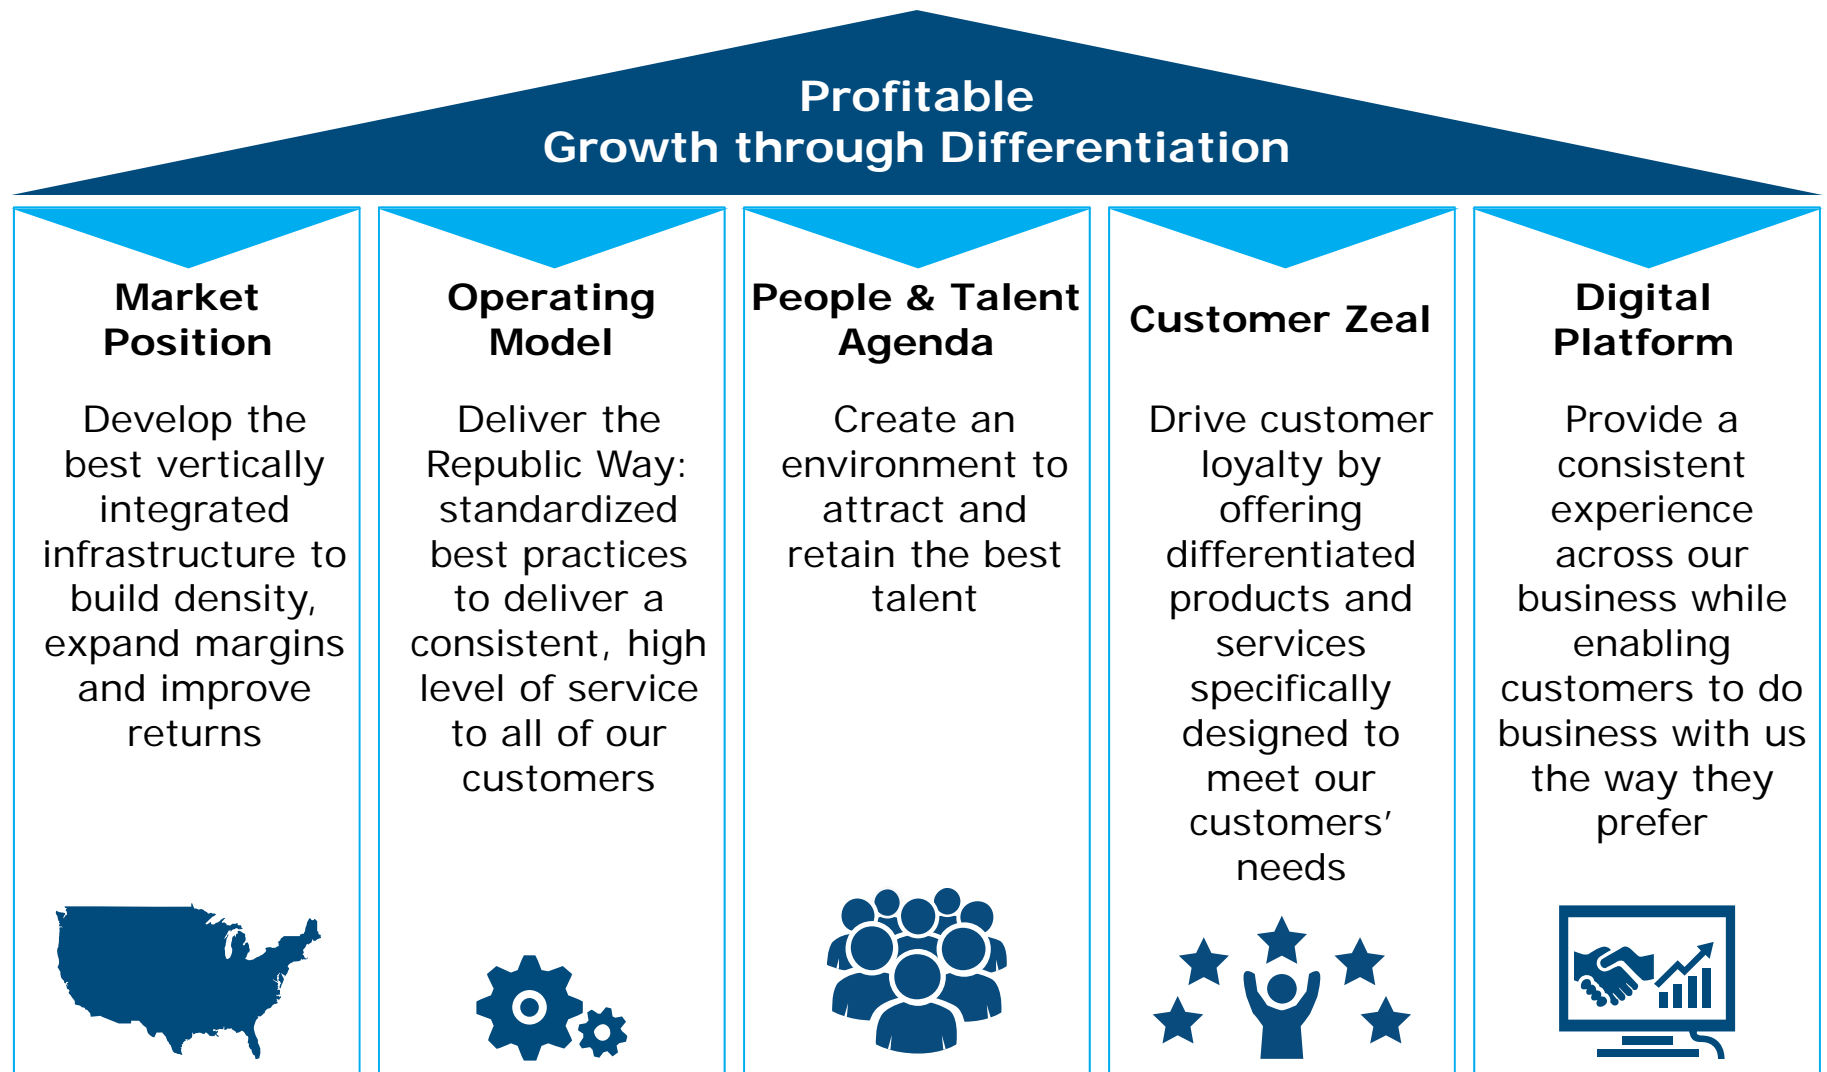 Profitable
Growth through Differentiation
Market
Position
Develop the
best vertically
integrated
infrastructure to
build density,
expand margins
and improve
returns
Operating
Model
Deliver the
Republic Way:
standardized
best practices
to deliver a
consistent, high
level of service
to all of our
customers
People & Talent
Agenda
Create an
environment to
attract and
retain the best
talent
Customer Zeal
Drive customer
loyalty by
offering
differentiated
products and
services
specifically
designed to
meet our
customers’
needs
Digital
Platform
Provide a
consistent
experience
across our
business while
enabling
customers to do
business with us
the way they
prefer